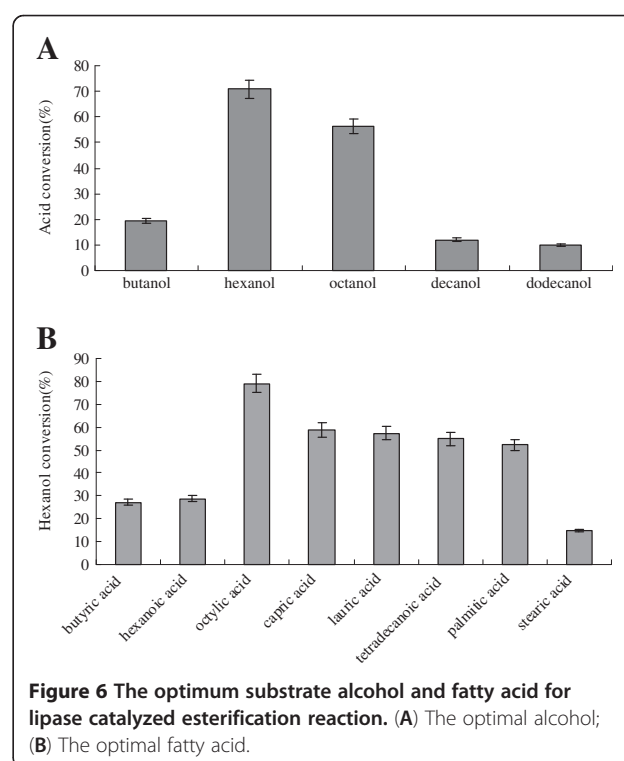 A
80
70
60
50
40
30
20
10
0
Acid conversion(%)
butanol hexanol octanol decanol dodecanol
B
90
80
70
60
50
40
30
20
10
0
Hexanol conversion(%)
butyric acid
hexanoic acid
octylic acid
capric acid
lauric acid
tetradecanoic acid
palmitic acid
stearic acid
Figure 6 The optimum substrate alcohol and fatty acid for
lipase catalyzed esterification reaction. (A) The optimal alcohol;
(B) The optimal fatty acid.